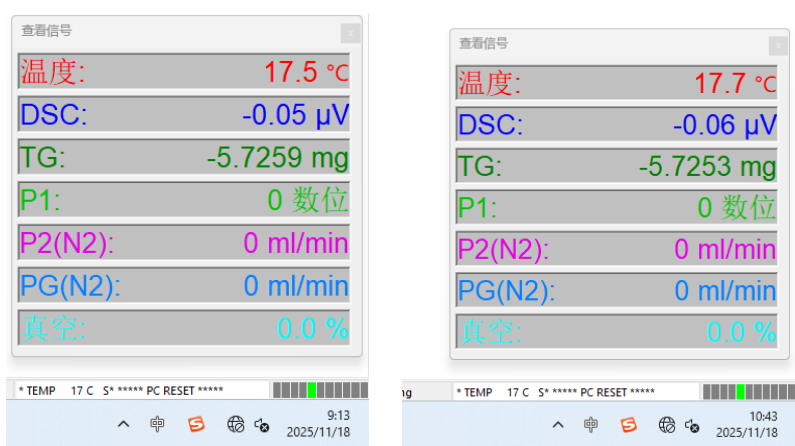 查看信号
温度: 17.5 °C
DSC: -0.05 µV
TG: -5.7259 mg
P1: 0 数位
P2(N2): 0 ml/min
PG(N2): 0 ml/min
真空: 0.0 %
* TEMP 17 C S* ***** PC RESET *****
中
9:13
2025/11/18
查看信号
温度: 17.7 °C
DSC: -0.06 µV
TG: -5.7253 mg
P1: 0 数位
P2(N2): 0 ml/min
PG(N2): 0 ml/min
真空: 0.0 %
ng * TEMP 17 C S* ***** PC RESET *****
中
10:43
2025/11/18